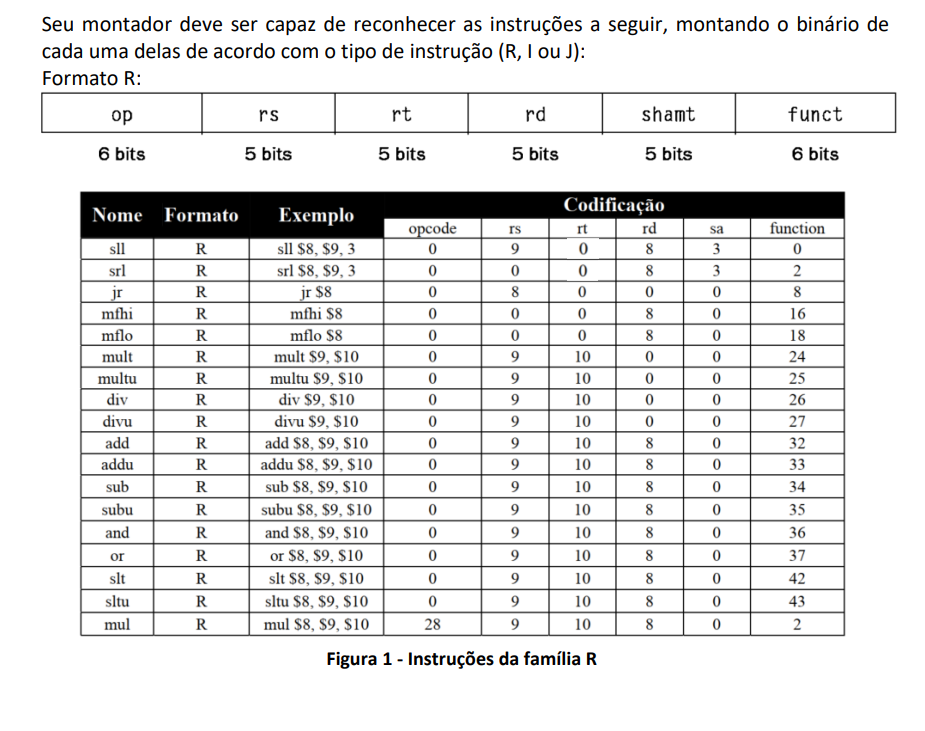 Seu montador deve ser capaz de reconhecer as instruções a seguir, montando o binário de
cada uma delas de acordo com o tipo de instrução (R, I ou J):
Formato R:
op rs rt rd shamt funct
6 bits 5 bits 5 bits 5 bits 5 bits 6 bits
Nome Formato Exemplo Codificação
opcode rs rt rd sa function
sll R sll $8, $9, 3 0 9 0 8 3 0
srl R srl $8, $9, 3 0 0 0 8 3 2
jr R jr $8 0 8 0 0 0 8
mfhi R mfhi $8 0 0 0 8 0 16
mflo R mflo $8 0 0 0 8 0 18
mult R mult $9, $10 0 9 10 0 0 24
multu R multu $9, $10 0 9 10 0 0 25
div R div $9, $10 0 9 10 0 0 26
divu R divu $9, $10 0 9 10 0 0 27
add R add $8, $9, $10 0 9 10 8 0 32
addu R addu $8, $9, $10 0 9 10 8 0 33
sub R sub $8, $9, $10 0 9 10 8 0 34
subu R subu $8, $9, $10 0 9 10 8 0 35
and R and $8, $9, $10 0 9 10 8 0 36
or R or $8, $9, $10 0 9 10 8 0 37
slt R slt $8, $9, $10 0 9 10 8 0 42
sltu R sltu $8, $9, $10 0 9 10 8 0 43
mul R mul $8, $9, $10 28 9 10 8 0 2
Figura 1 - Instruções da família R